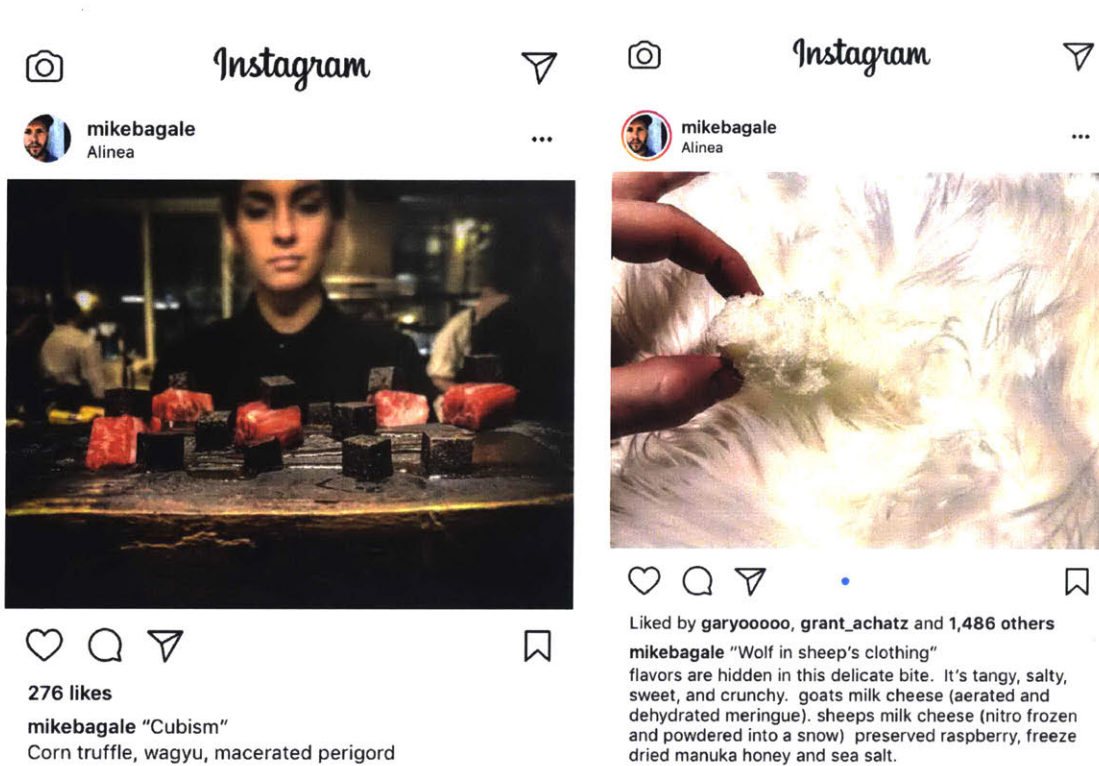 Instagram
mikebagale
Alinea
276 likes
mikebagale “Cubism”
Corn truffle, wagyu, macerated perigord
Instagram
mikebagale
Alinea
Liked by garyooooo, grant_achatz and 1,486 others
mikebagale “Wolf in sheep’s clothing”
flavors are hidden in this delicate bite.  It’s tangy, salty,
sweet, and crunchy.  goats milk cheese (aerated and
dehydrated meringue). sheeps milk cheese (nitro frozen
and powdered into a snow)  preserved raspberry, freeze
dried manuka honey and sea salt.